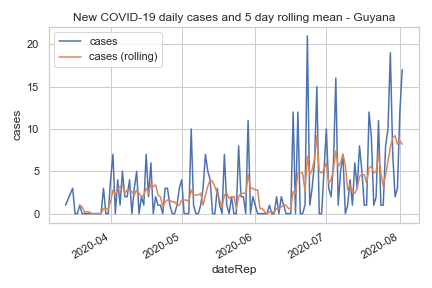 New COVID-19 daily cases and 5 day rolling mean - Guyana
cases
cases (rolling)
20
15
10
5
0
cases
2020-04
2020-05
2020-06
2020-07
2020-08
dateRep